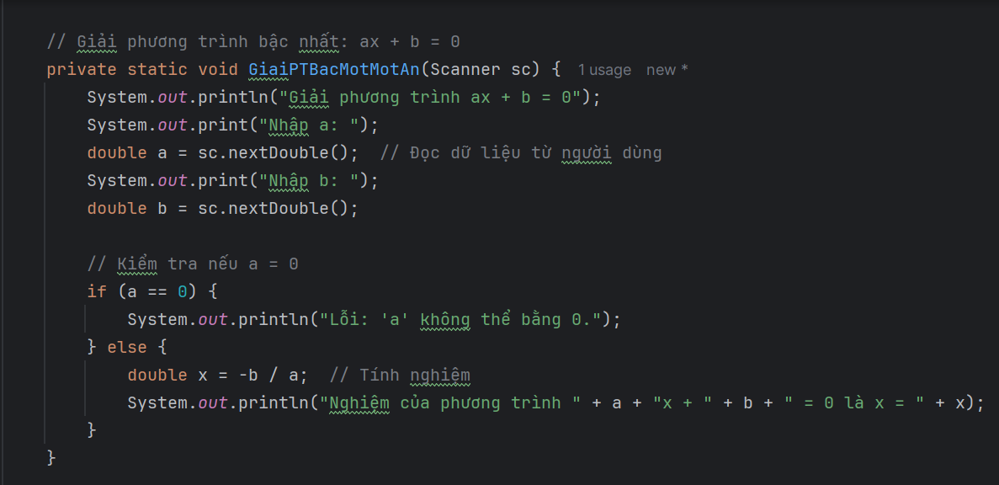 // Giải phương trình bậc nhất: ax + b = 0
private static void GiaiPTBacMotMotAn(Scanner sc) { 1 usage new *
System.out.println("Giải phương trình ax + b = 0");
System.out.print("Nhập a: ");
double a = sc.nextDouble(); // Đọc dữ liệu từ người dùng
System.out.print("Nhập b: ");
double b = sc.nextDouble();
// Kiểm tra nếu a = 0
if (a == 0) {
System.out.println("Lỗi: 'a' không thể bằng 0.");
} else {
double x = -b / a; // Tính nghiệm
System.out.println("Nghiệm của phương trình " + a + "x + " + b + " = 0 là x = " + x);
}
}